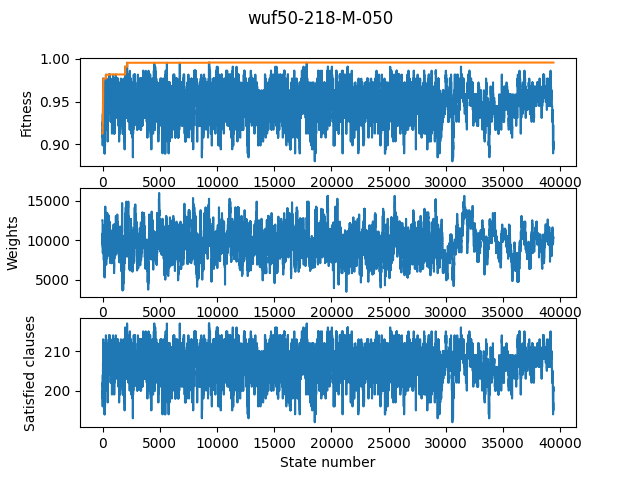 wuf50-218-M-050
1.00
0.95
0.90
Fitness
0 5000 10000 15000 20000 25000 30000 35000 40000
15000
10000
5000
Weights
0 5000 10000 15000 20000 25000 30000 35000 40000
210
200
Satisfied clauses
0 5000 10000 15000 20000 25000 30000 35000 40000
State number